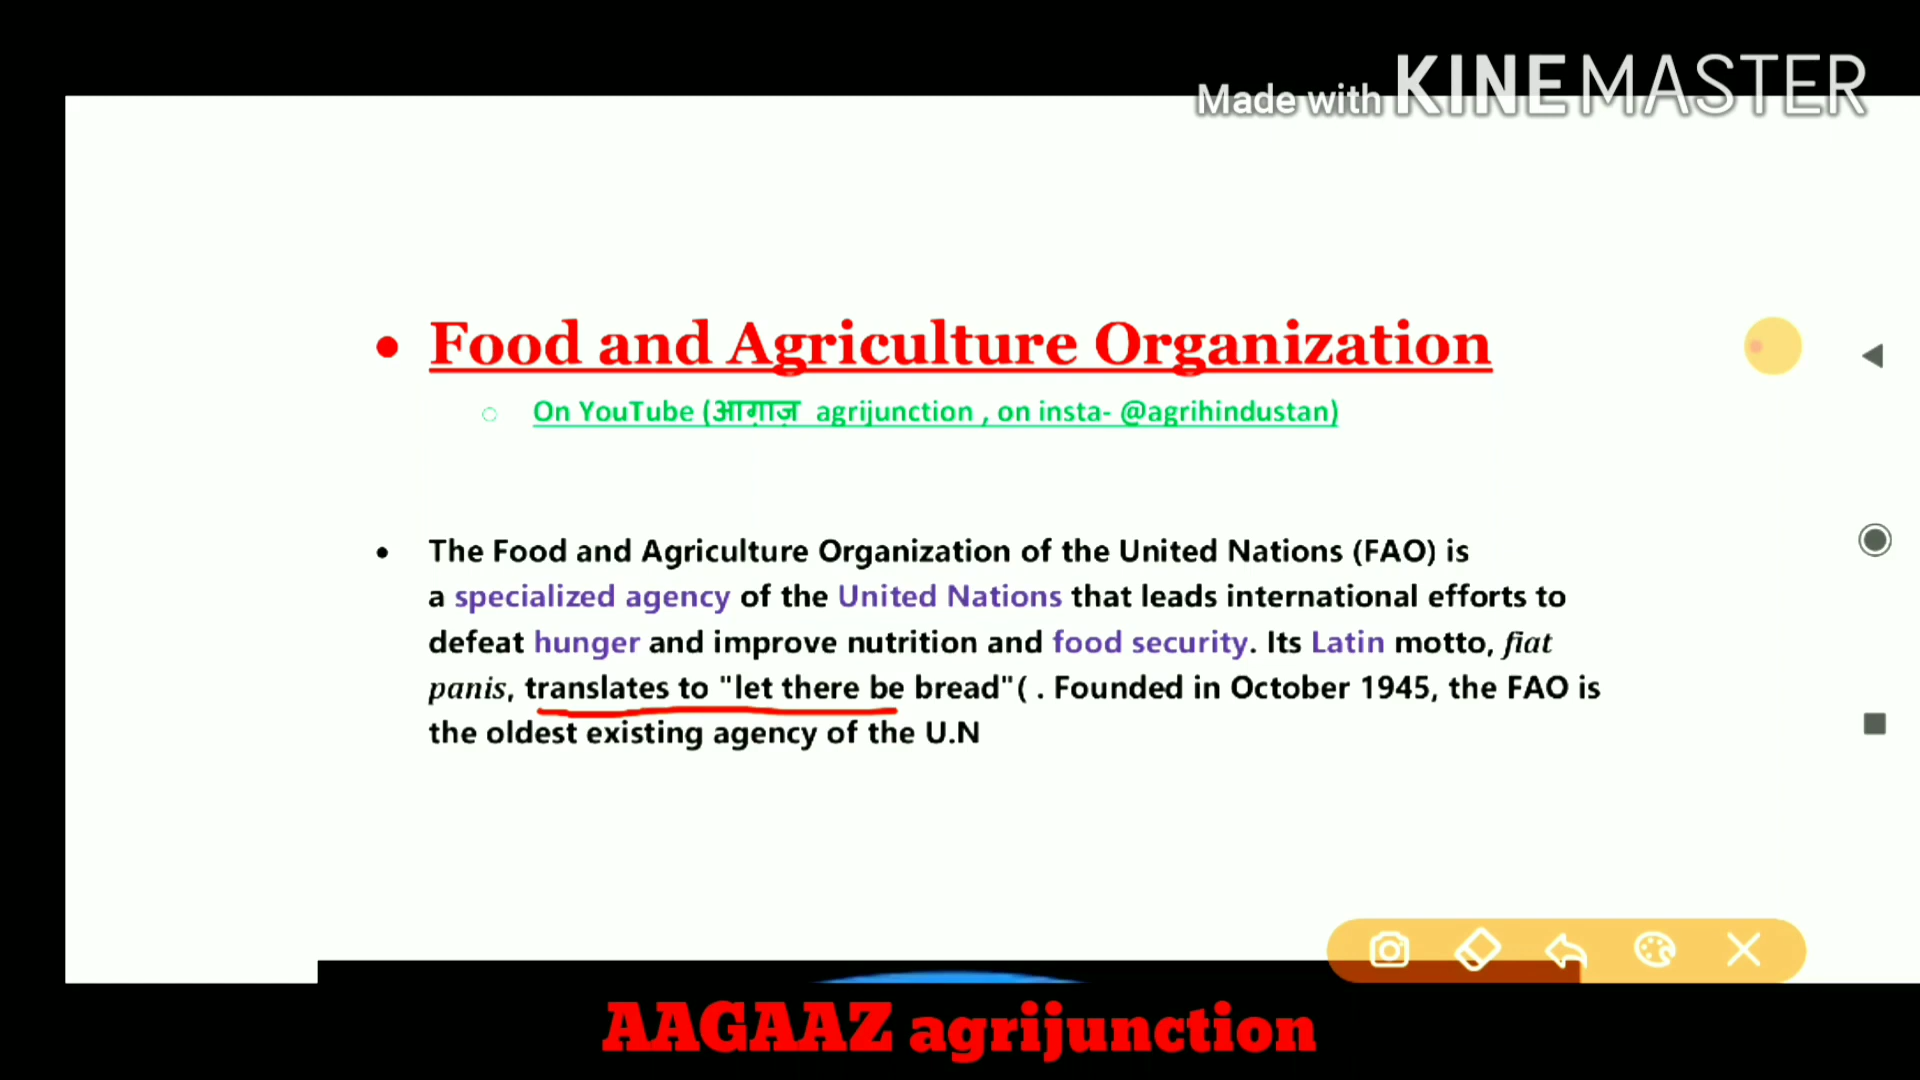 Made with KINEMASTER
• Food and Agriculture Organization
○ On YouTube (आग़ाज़ agrijunction , on insta- @agrihindustan)
• The Food and Agriculture Organization of the United Nations (FAO) is
a specialized agency of the United Nations that leads international efforts to
defeat hunger and improve nutrition and food security. Its Latin motto, fiat
panis, translates to "let there be bread"( . Founded in October 1945, the FAO is
the oldest existing agency of the U.N
AAGAAZ agrijunction